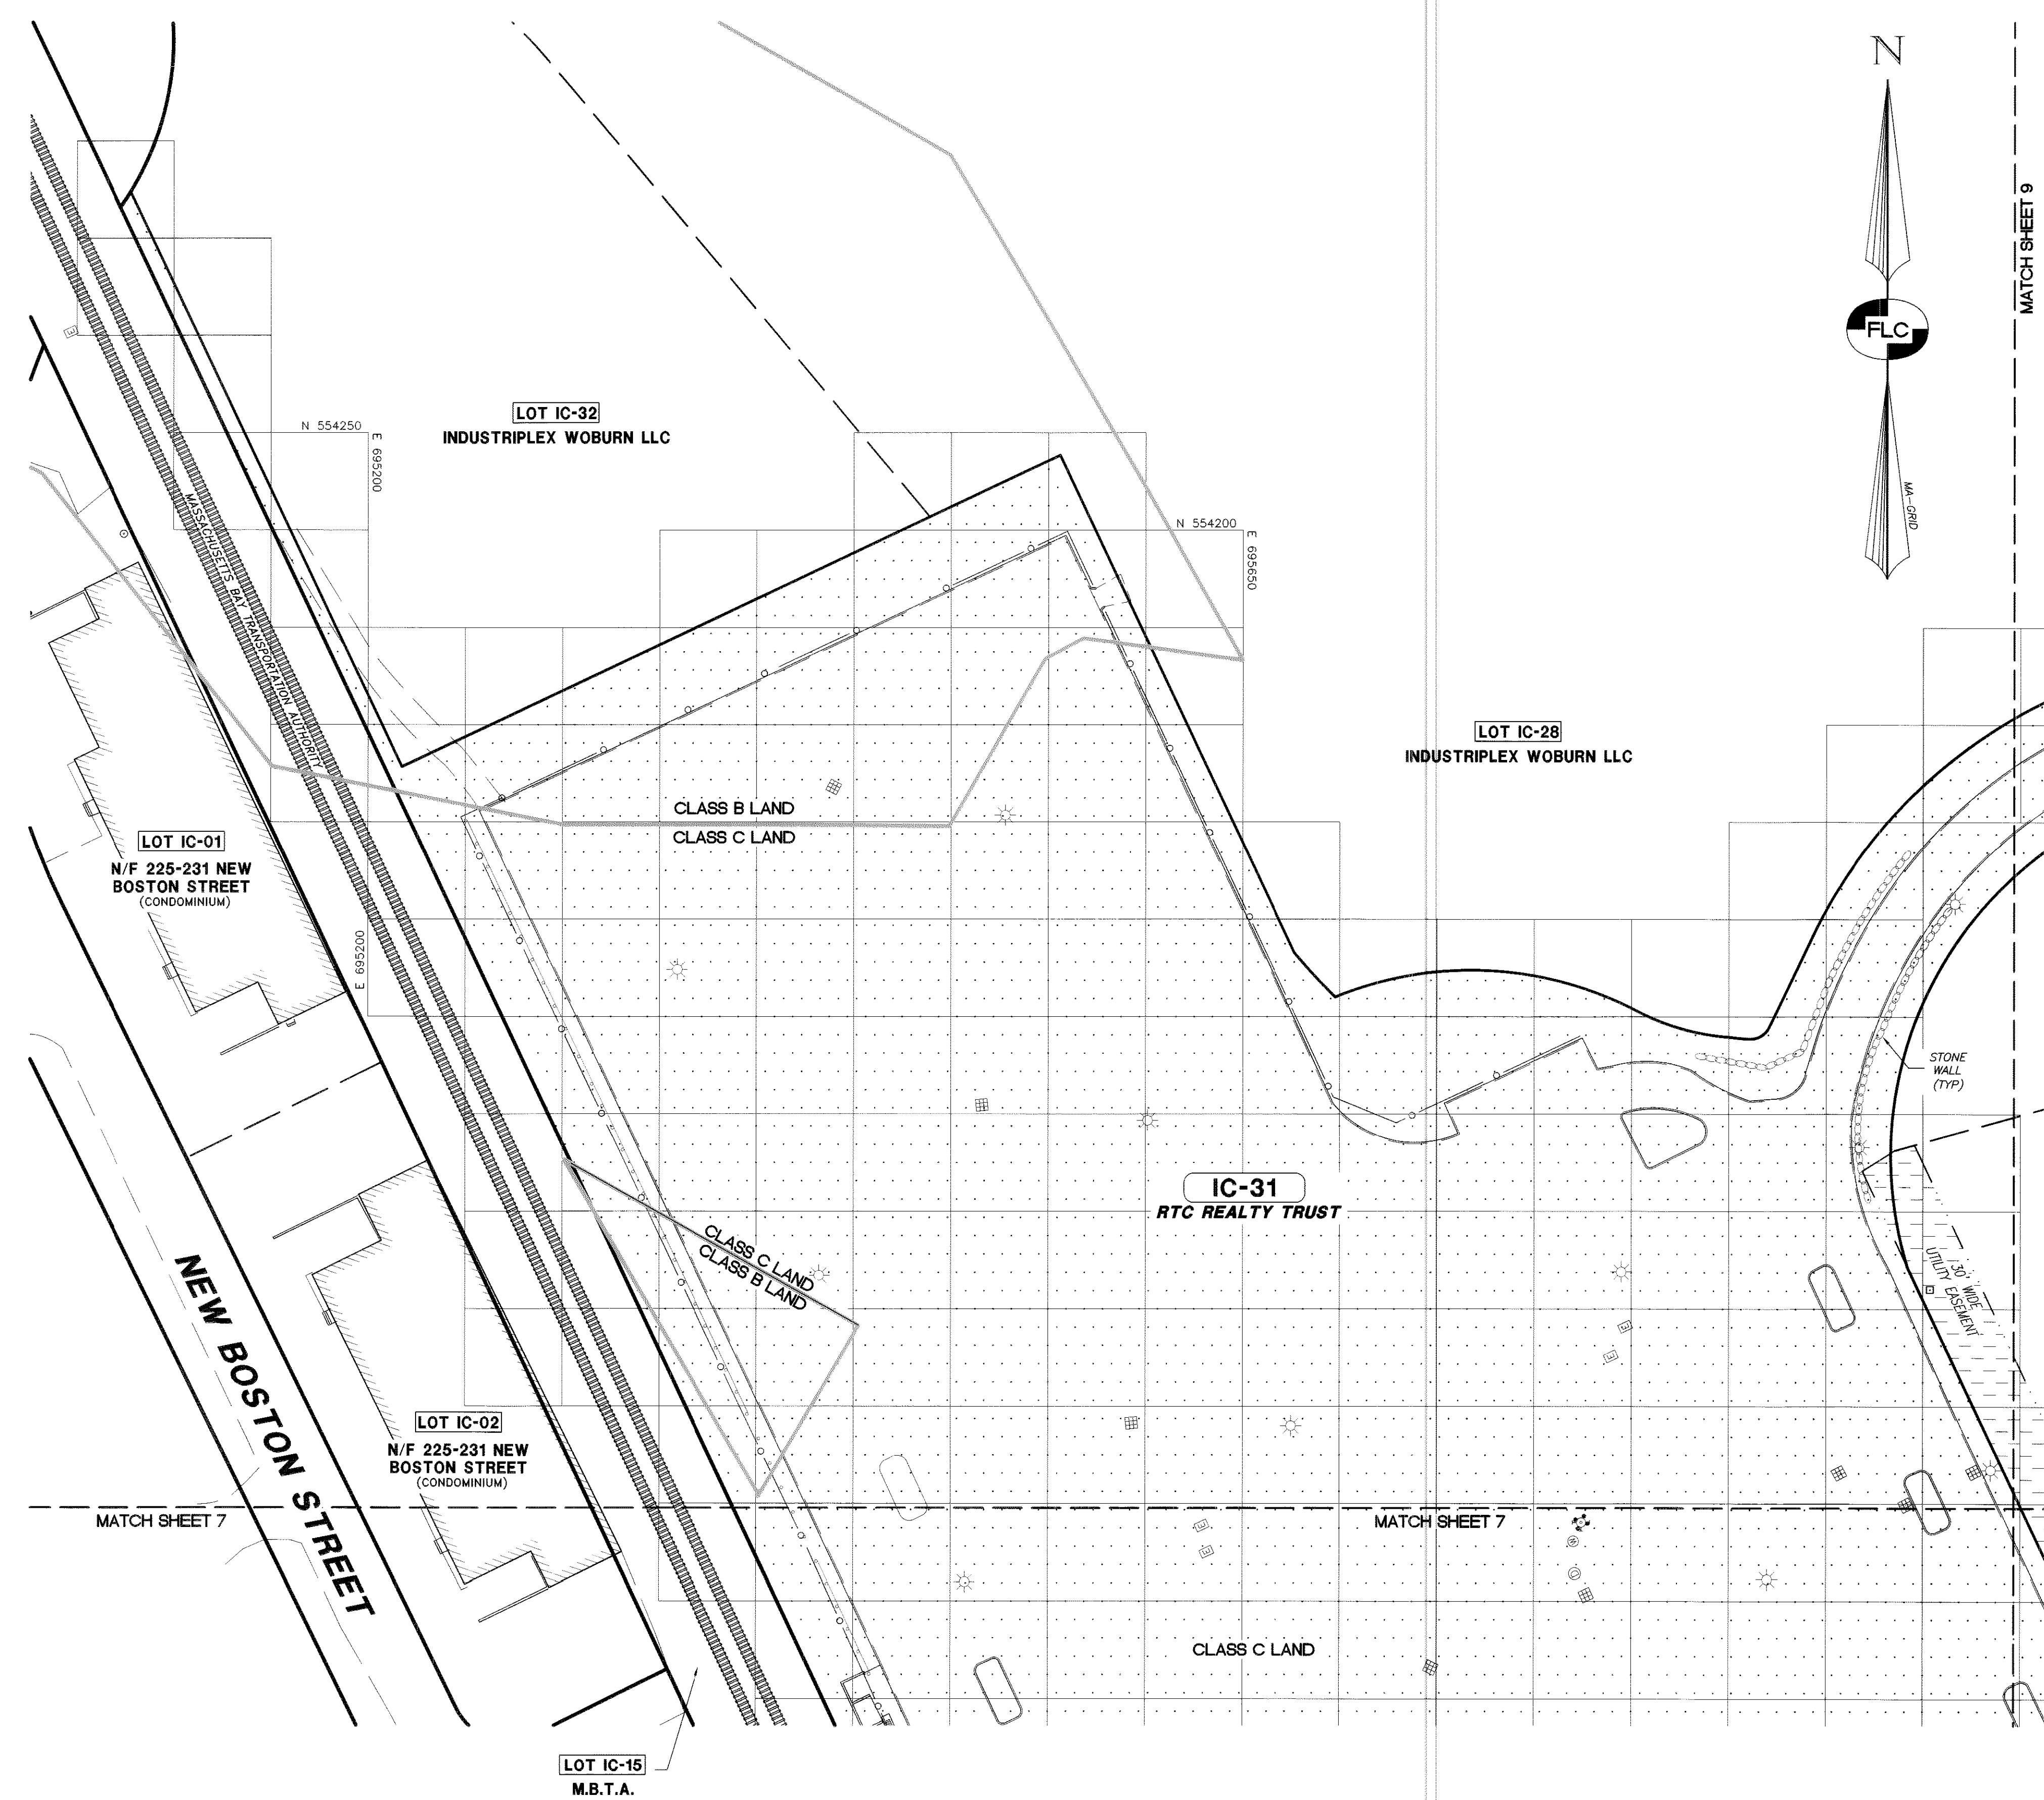 N
MATCH SHEET 9
FLC
MA-GRID
LOT IC-32
INDUSTRIPLEX WOBURN LLC
N 554250
E 695200
N 554200
E 695650
MASSACHUSETTS BAY TRANSPORTATION AUTHORITY
LOT IC-28
INDUSTRIPLEX WOBURN LLC
CLASS B LAND
CLASS C LAND
LOT IC-01
N/F 225-231 NEW
BOSTON STREET
(CONDOMINIUM)
E 695200
STONE
WALL
(TYP)
IC-31
RTC REALTY TRUST
CLASS C LAND
CLASS B LAND
30' WIDE
UTILITY EASEMENT
NEW BOSTON STREET
LOT IC-02
N/F 225-231 NEW
BOSTON STREET
(CONDOMINIUM)
MATCH SHEET 7
MATCH SHEET 7
CLASS C LAND
LOT IC-15
M.B.T.A.